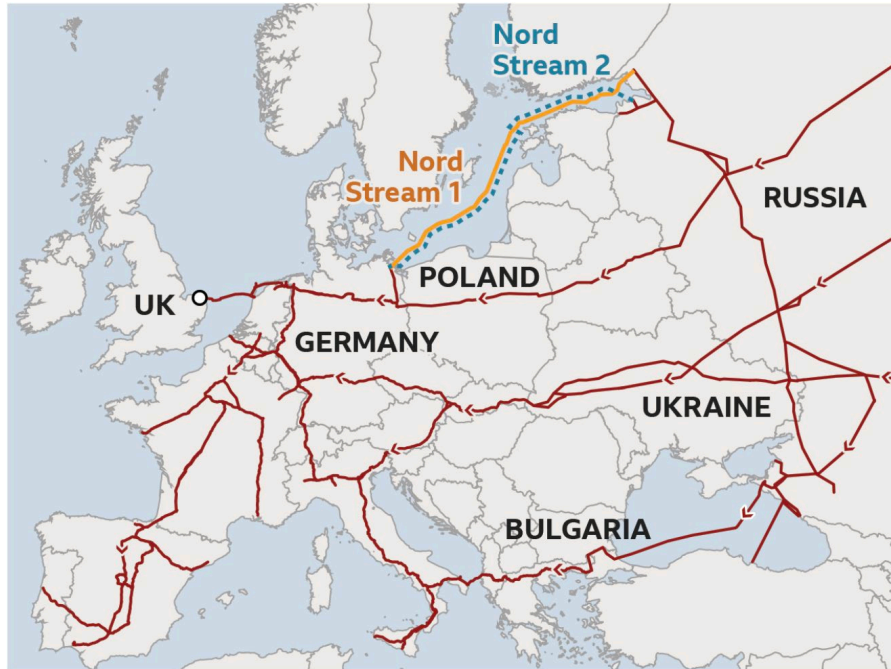 Nord
Stream 2
Nord
Stream 1
RUSSIA
POLAND
UK
GERMANY
UKRAINE
BULGARIA